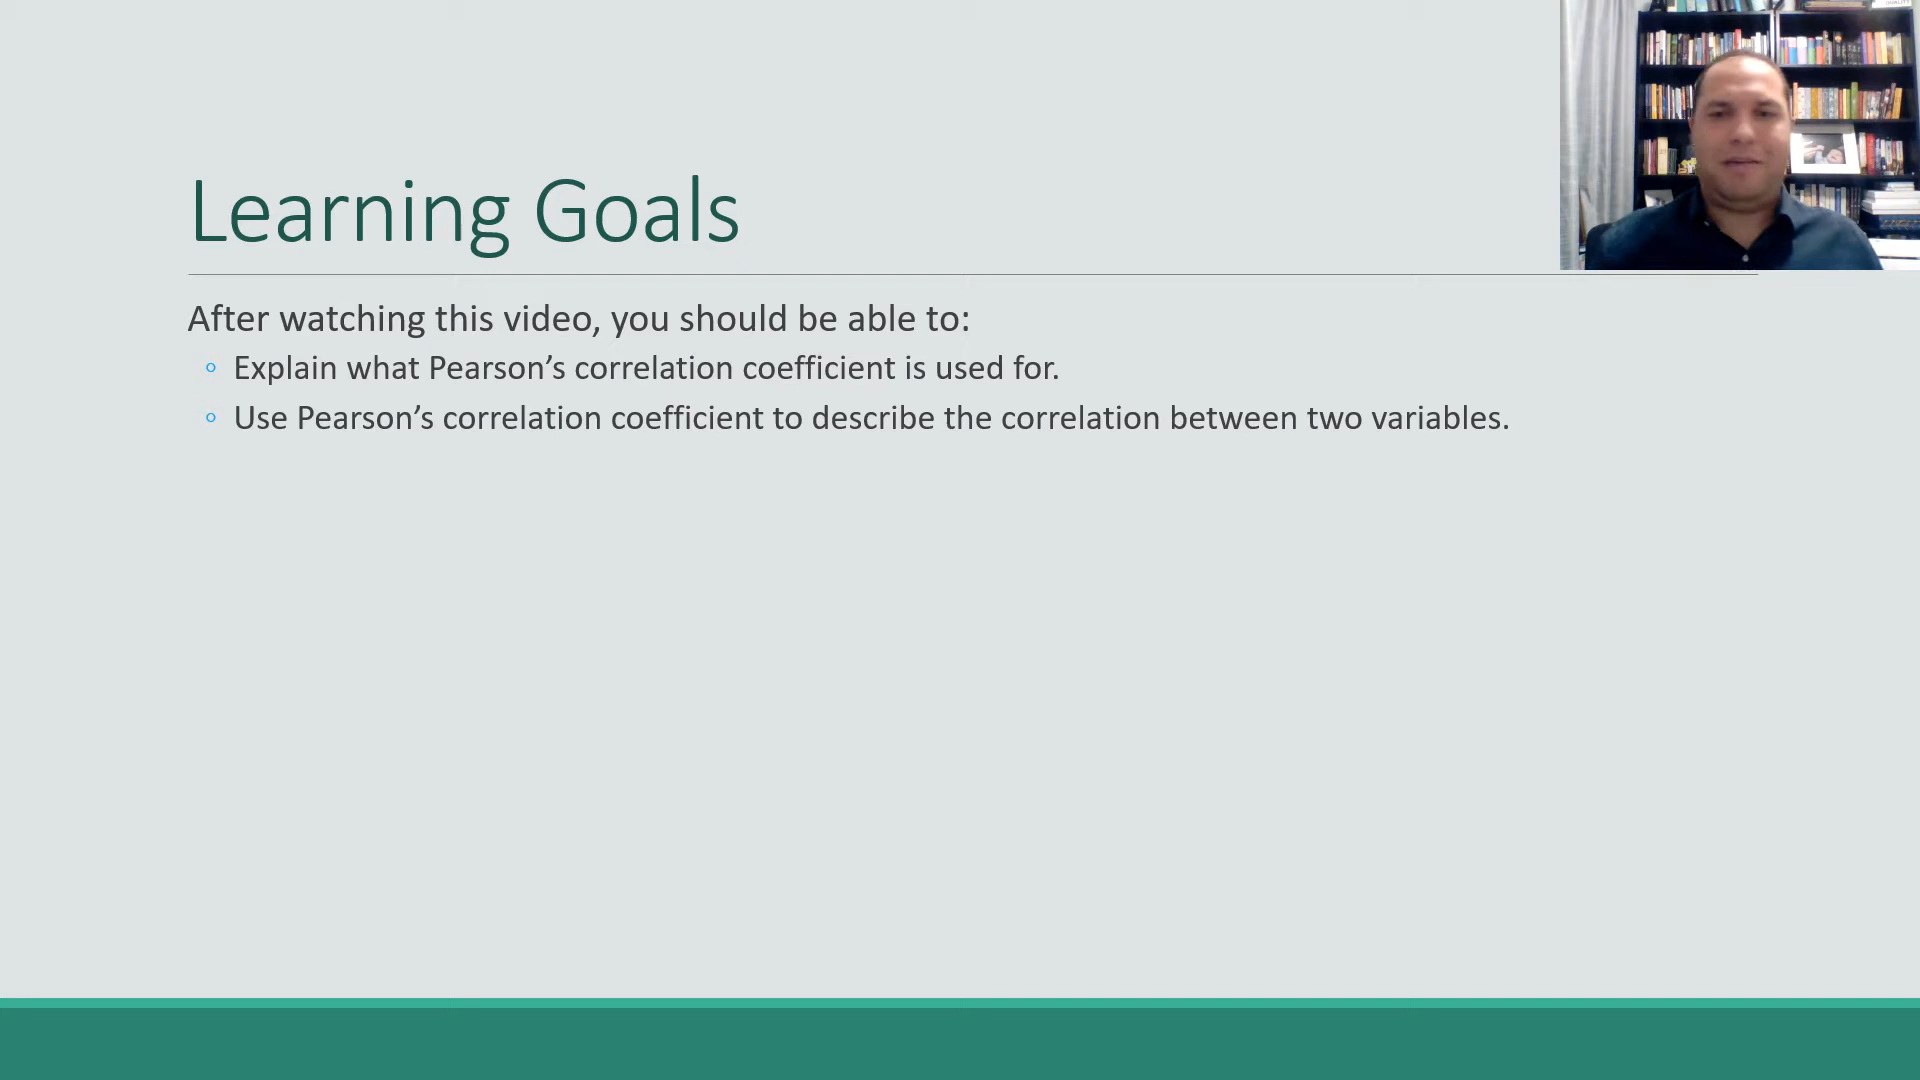 Learning Goals
After watching this video, you should be able to:
◦ Explain what Pearson’s correlation coefficient is used for.
◦ Use Pearson’s correlation coefficient to describe the correlation between two variables.